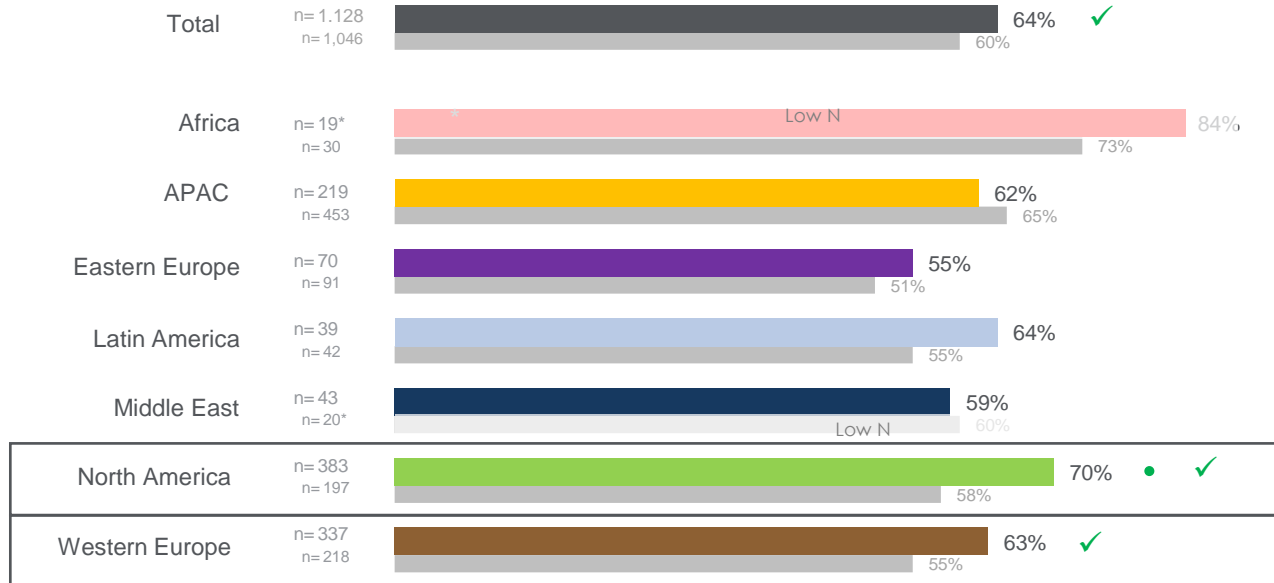 Total n= 1.128 64% ✓
n= 1,046 60%
Africa n= 19* * Low N 84%
n= 30 73%
APAC n= 219 62%
n= 453 65%
Eastern Europe n= 70 55%
n= 91 51%
Latin America n= 39 64%
n= 42 55%
Middle East n= 43 59%
n= 20* Low N 60%
North America n= 383 70% • ✓
n= 197 58%
Western Europe n= 337 63% ✓
n= 218 55%